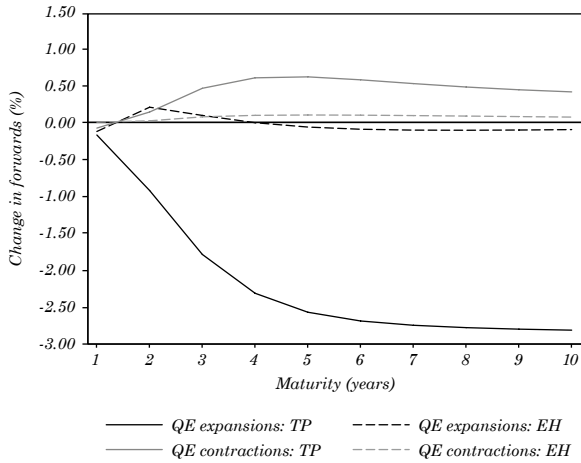 1.50
1.00
0.50
0.00
-0.50
-1.00
-1.50
-2.00
-2.50
-3.00
Change in forwards (%)
1 2 3 4 5 6 7 8 9 10
Maturity (years)
QE expansions: TP QE expansions: EH
QE contractions: TP QE contractions: EH